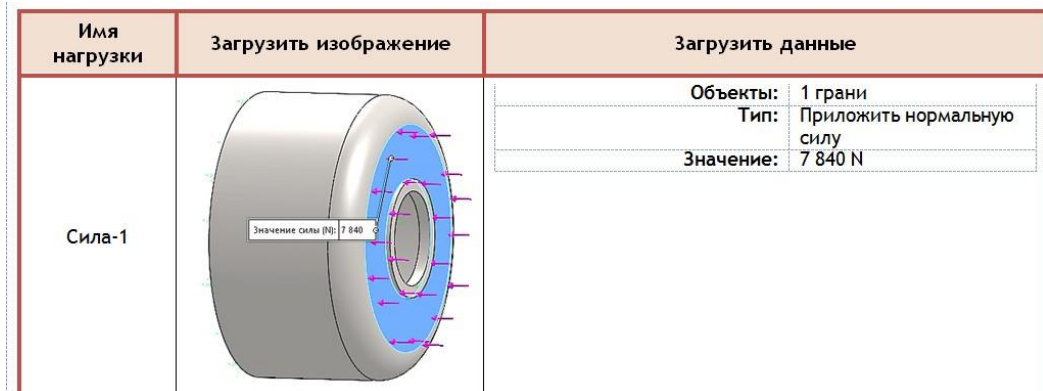 Имя
нагрузки
Загрузить изображение
Загрузить данные
Сила-1
Значение силы (N): 7 840
Объекты: 1 грани
Тип: Приложить нормальную
силу
Значение: 7 840 N